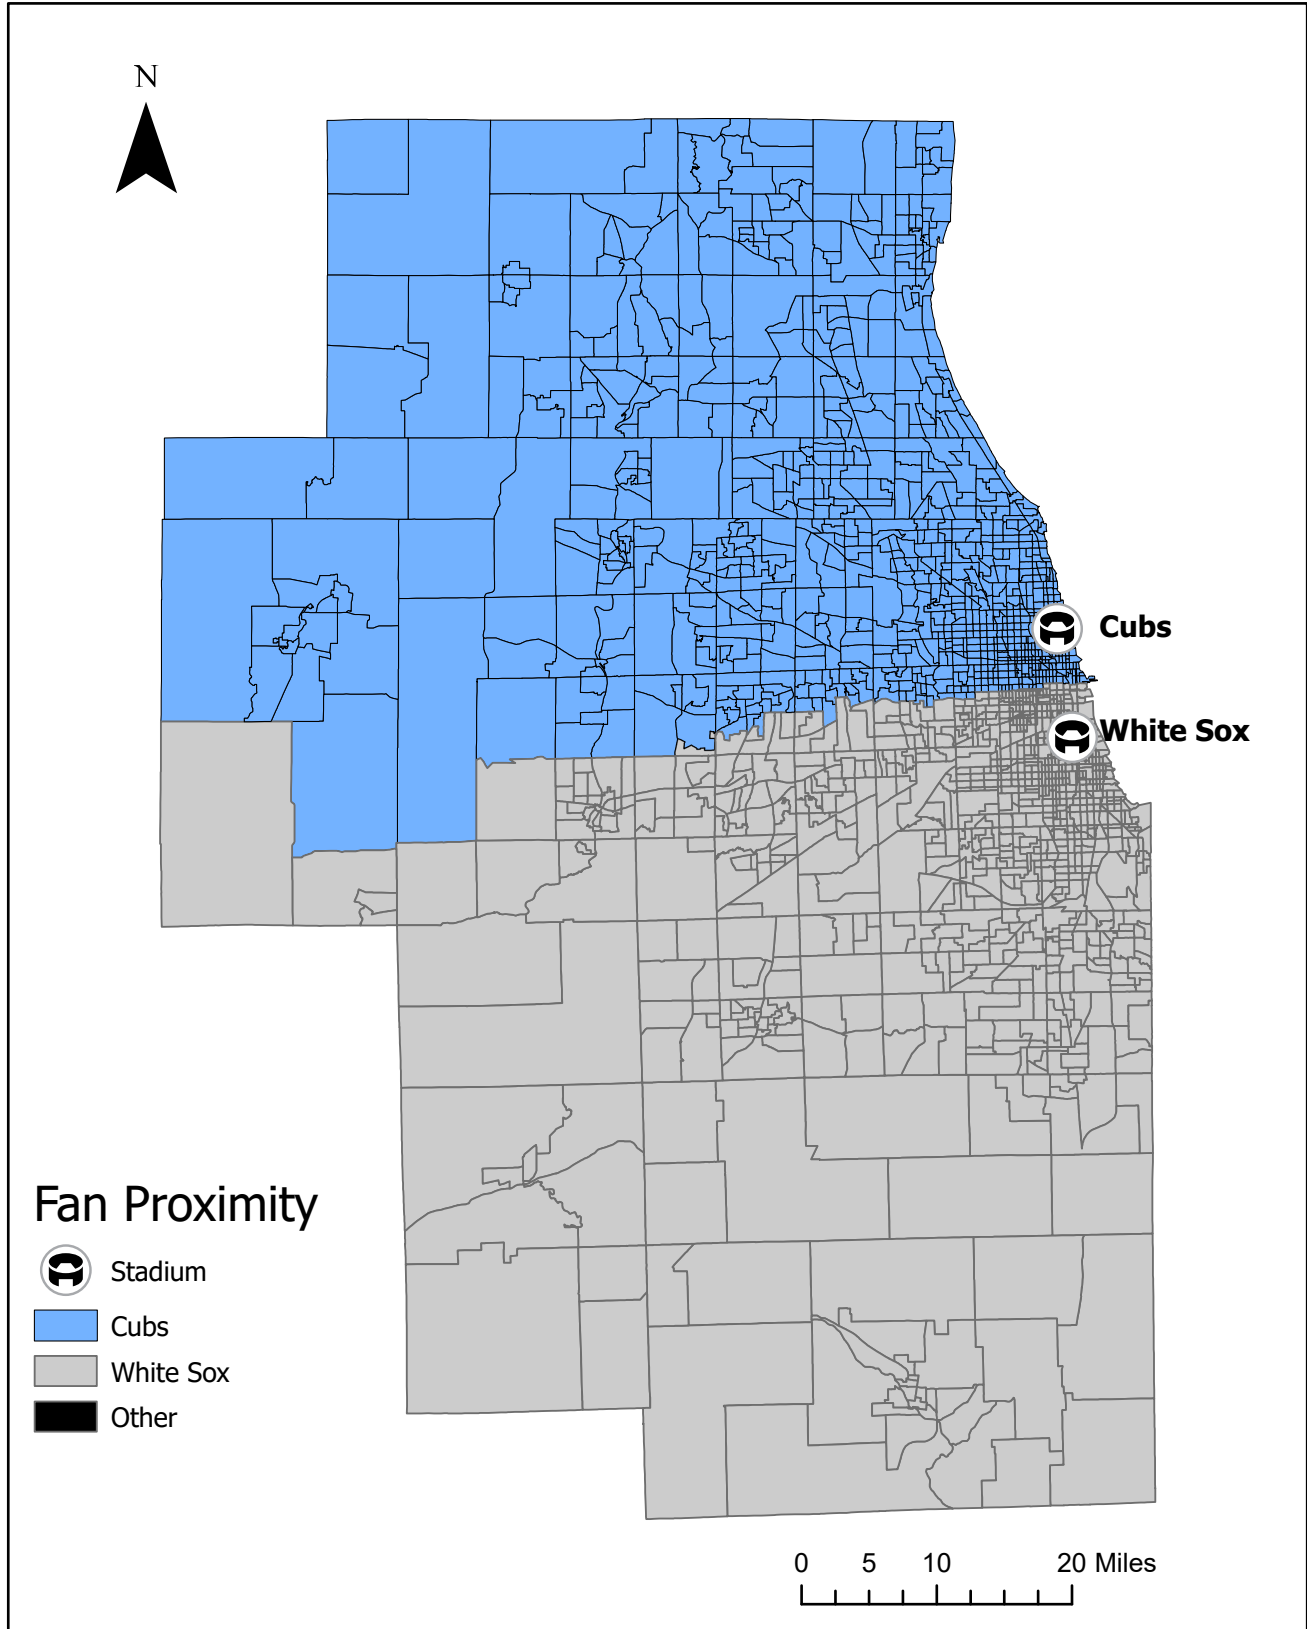 N
Cubs
White Sox
Fan Proximity
Stadium
Cubs
White Sox
Other
0 5 10 20 Miles